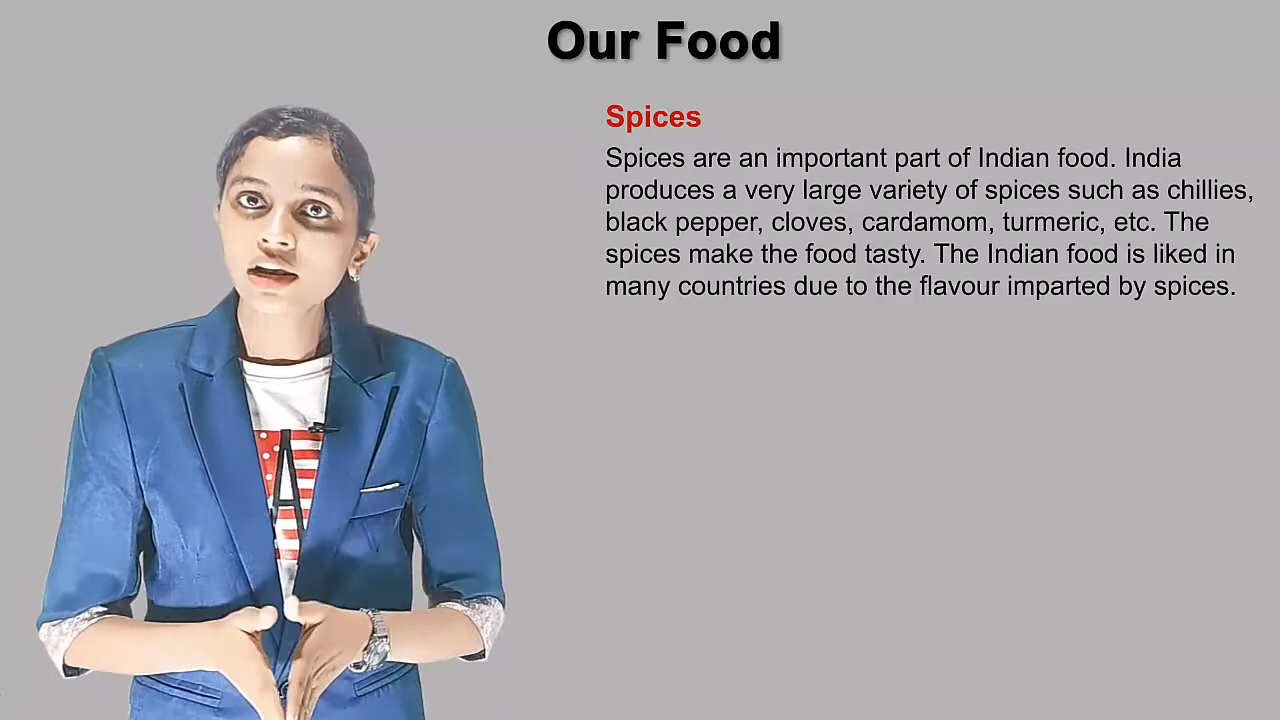 Our Food
Spices
Spices are an important part of Indian food. India
produces a very large variety of spices such as chillies,
black pepper, cloves, cardamom, turmeric, etc. The
spices make the food tasty. The Indian food is liked in
many countries due to the flavour imparted by spices.
A